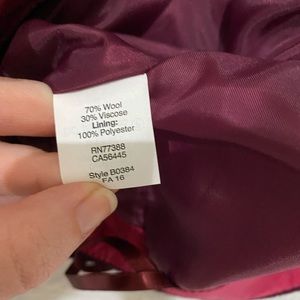 70% Wool
30% Viscose
Lining:
100% Polyester
RN77388
CA56445
Style B0384
FA 16